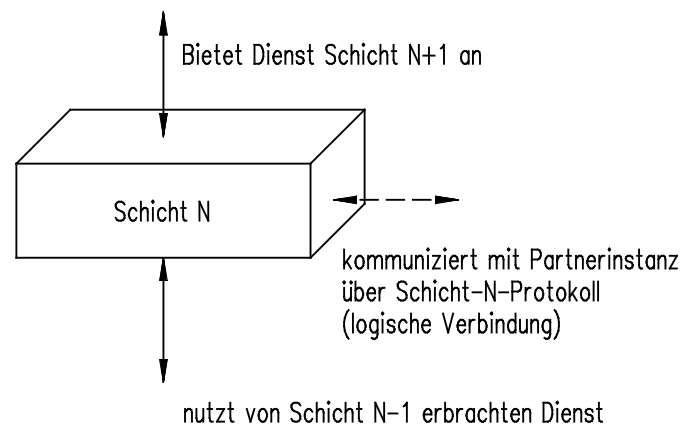 Bietet Dienst Schicht N+1 an
Schicht N
kommuniziert mit Partnerinstanz
über Schicht-N-Protokoll
(logische Verbindung)
nutzt von Schicht N-1 erbrachten Dienst